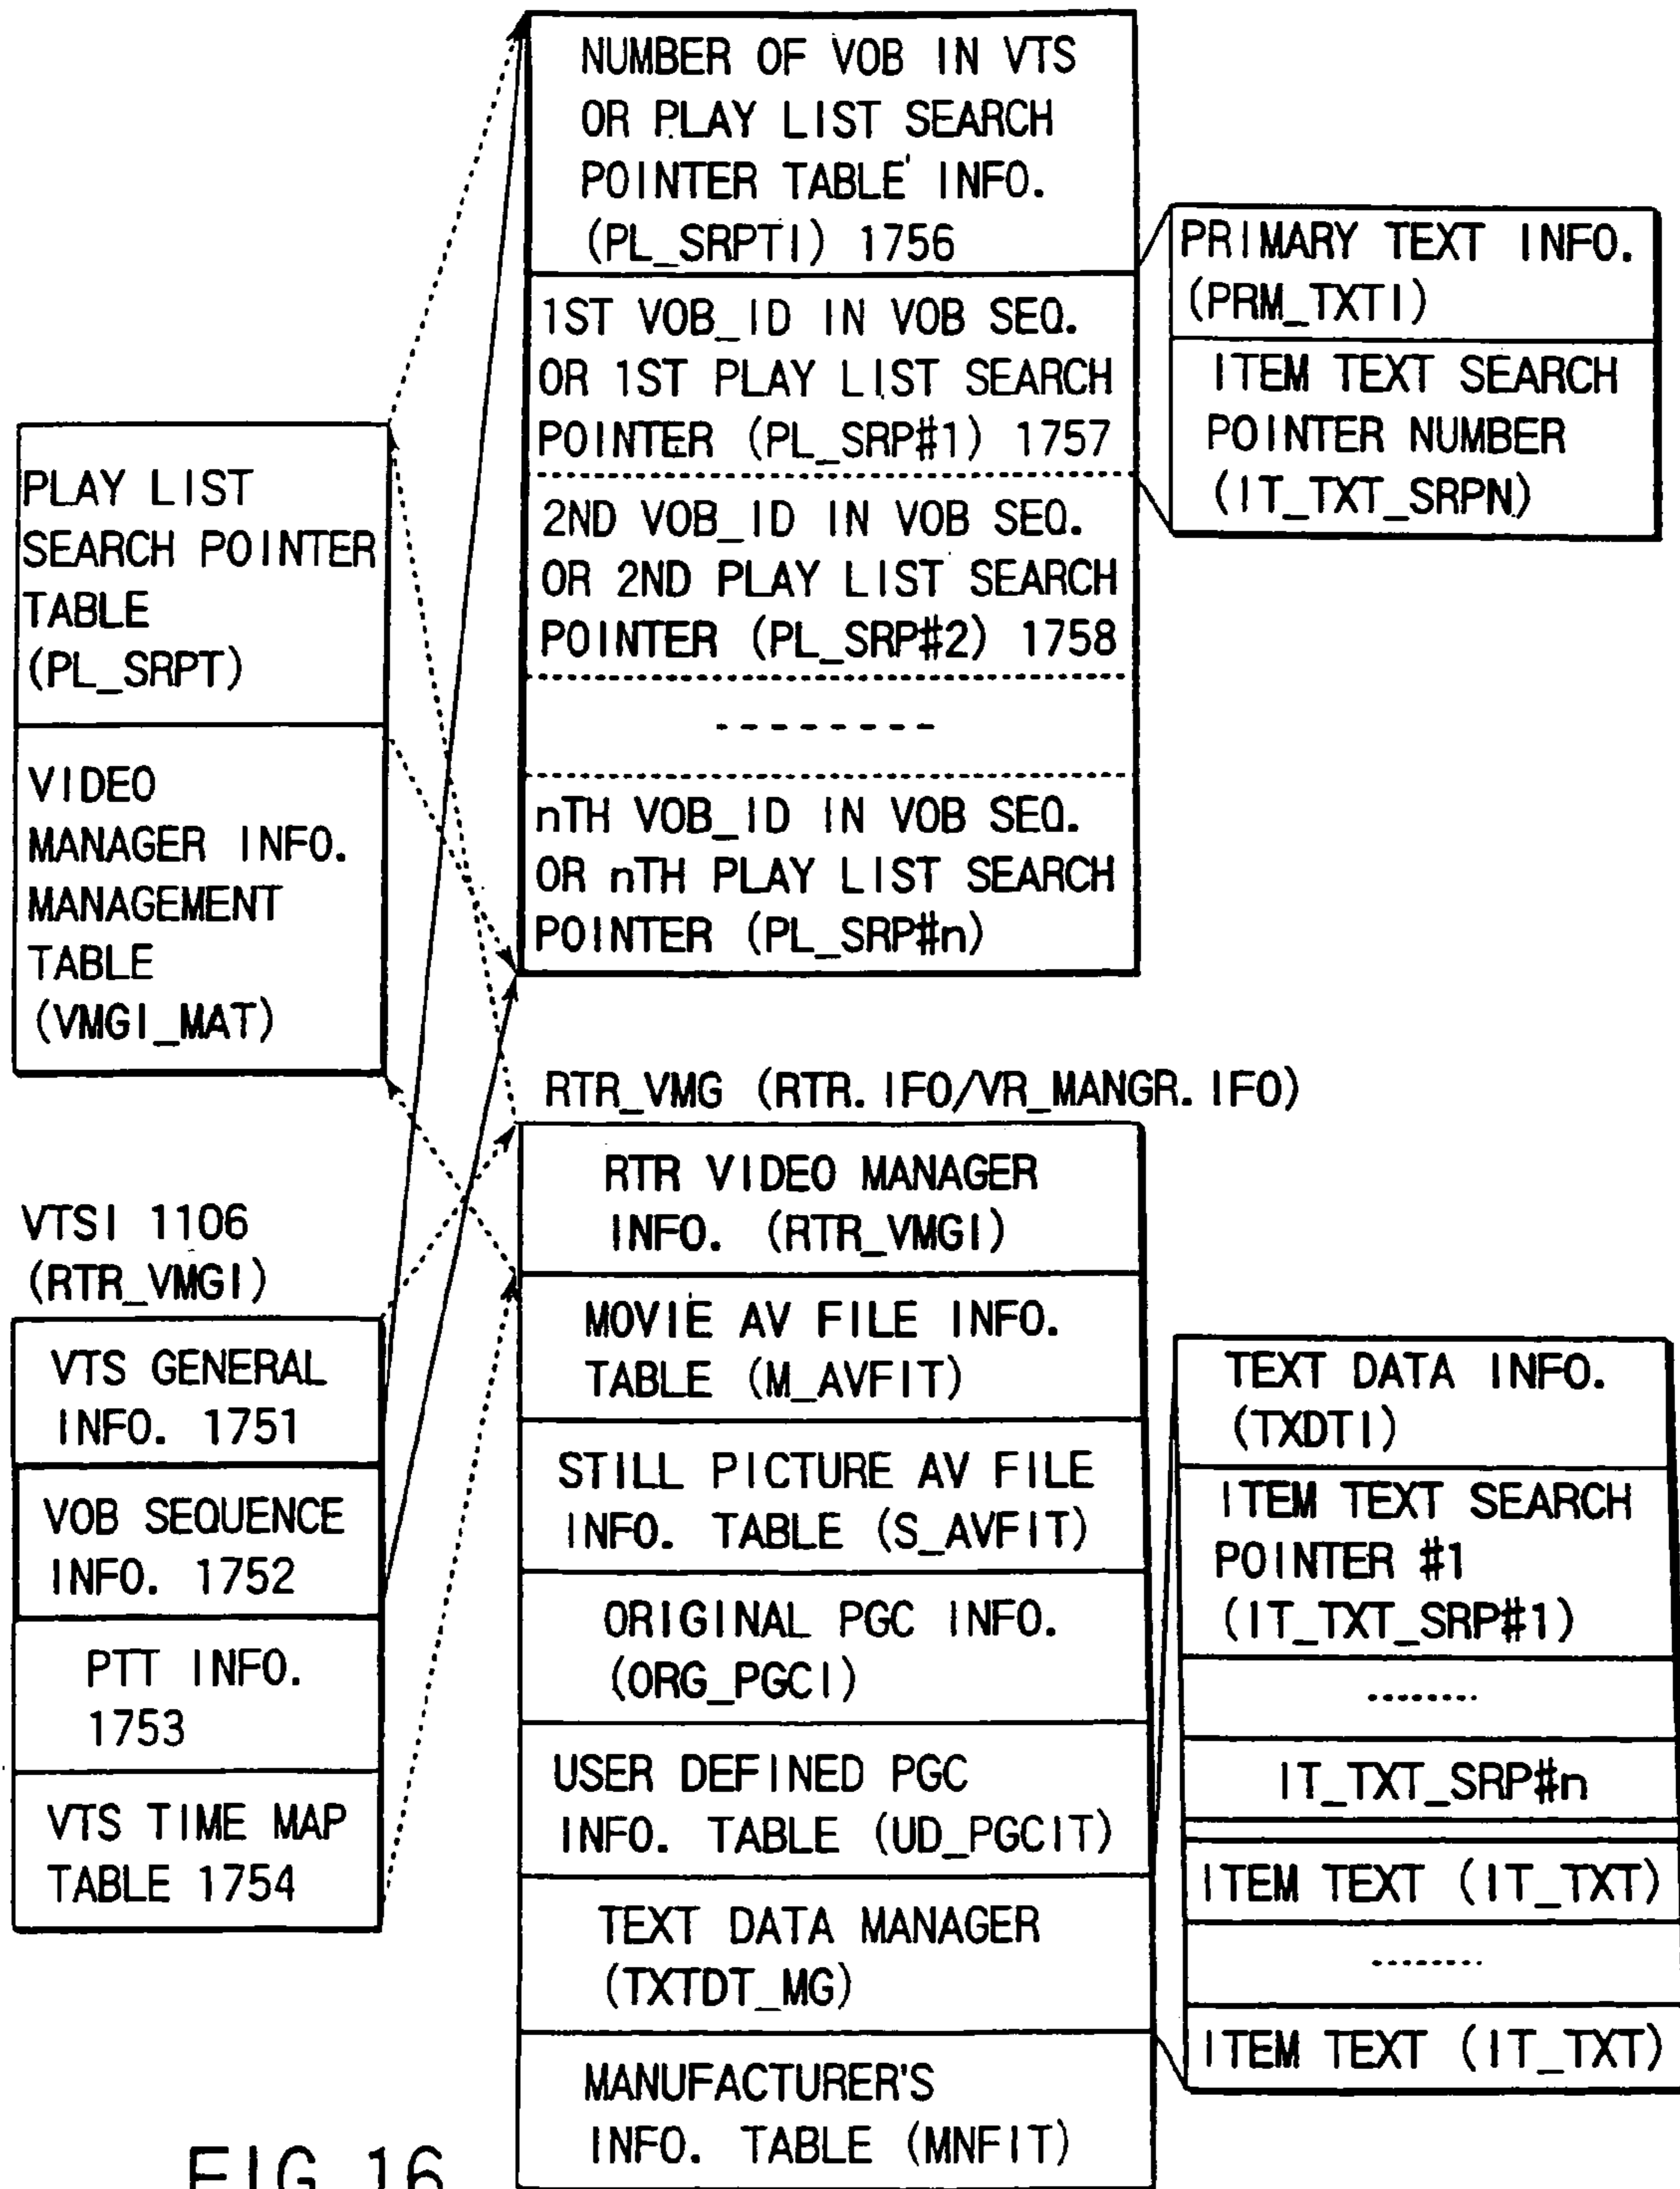 NUMBER OF VOB IN VTS
OR PLAY LIST SEARCH
POINTER TABLE INFO.
(PL_SRPTI) 1756
1ST VOB_ID IN VOB SEQ.
OR 1ST PLAY LIST SEARCH
POINTER (PL_SRP#1) 1757
2ND VOB_ID IN VOB SEQ.
OR 2ND PLAY LIST SEARCH
POINTER (PL_SRP#2) 1758
--------
nTH VOB_ID IN VOB SEQ.
OR nTH PLAY LIST SEARCH
POINTER (PL_SRP#n)
PRIMARY TEXT INFO.
(PRM_TXTI)
ITEM TEXT SEARCH
POINTER NUMBER
(IT_TXT_SRPN)
PLAY LIST
SEARCH POINTER
TABLE
(PL_SRPT)
VIDEO
MANAGER INFO.
MANAGEMENT
TABLE
(VMGI_MAT)
RTR_VMG (RTR.IFO/VR_MANGR.IFO)
RTR VIDEO MANAGER
INFO. (RTR_VMGI)
MOVIE AV FILE INFO.
TABLE (M_AVFIT)
STILL PICTURE AV FILE
INFO. TABLE (S_AVFIT)
ORIGINAL PGC INFO.
(ORG_PGCI)
USER DEFINED PGC
INFO. TABLE (UD_PGCIT)
TEXT DATA MANAGER
(TXTDT_MG)
MANUFACTURER'S
INFO. TABLE (MNFIT)
VTSI 1106
(RTR_VMGI)
VTS GENERAL
INFO. 1751
VOB SEQUENCE
INFO. 1752
PTT INFO.
1753
VTS TIME MAP
TABLE 1754
TEXT DATA INFO.
(TXDTI)
ITEM TEXT SEARCH
POINTER #1
(IT_TXT_SRP#1)
........
IT_TXT_SRP#n
ITEM TEXT (IT_TXT)
........
ITEM TEXT (IT_TXT)
FIG. 16